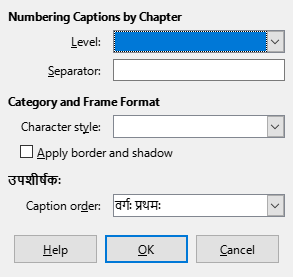 Numbering Captions by Chapter
Level:
Separator:
Category and Frame Format
Character style:
Apply border and shadow
उपशीर्षकः
Caption order: वर्गः प्रथमः
Help OK Cancel